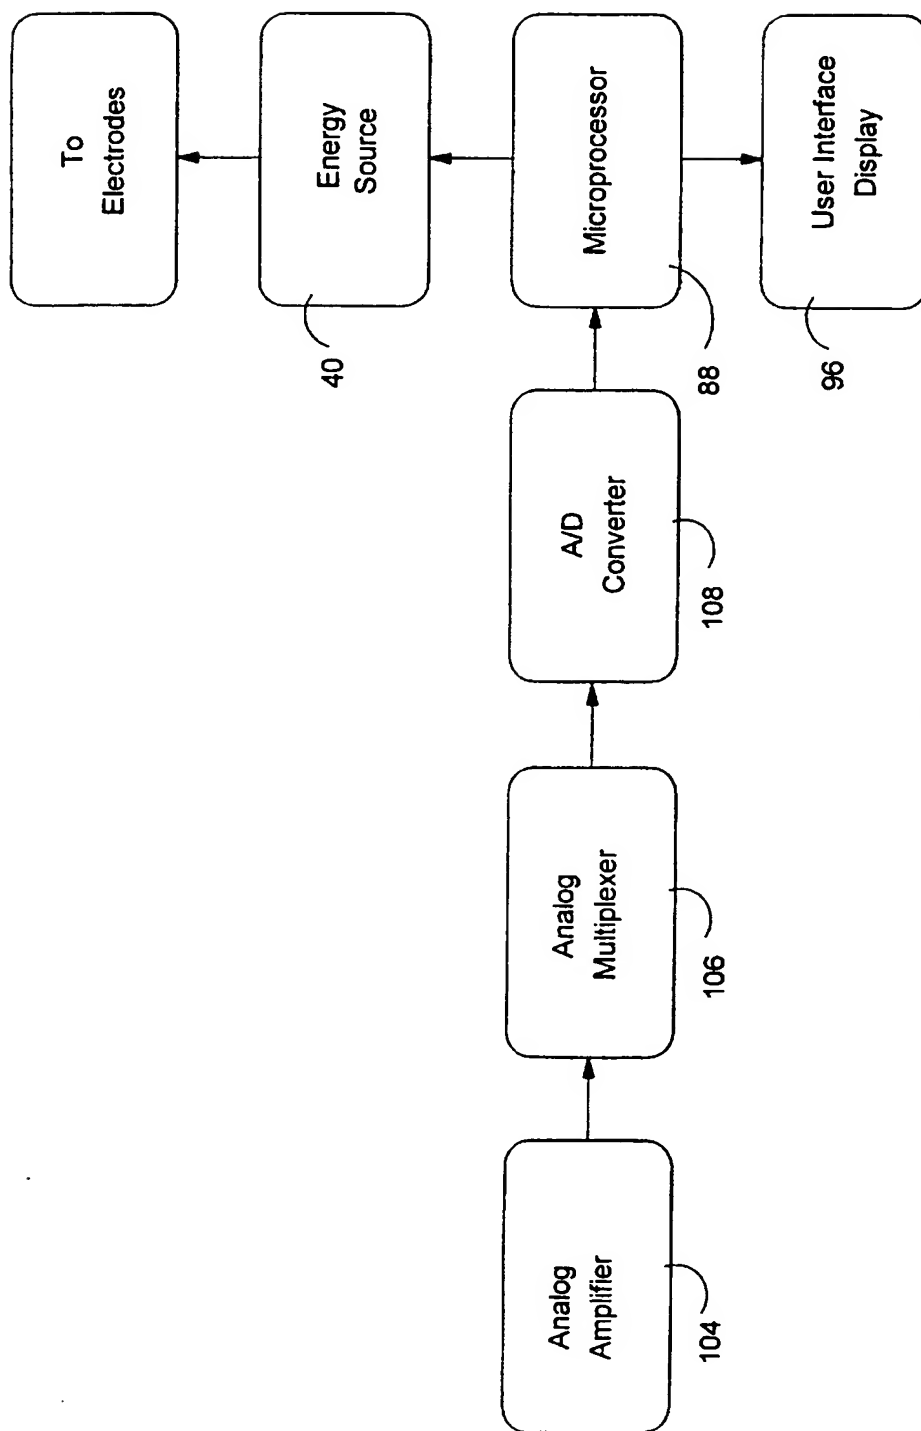 To
Electrodes
Energy
Source
40
Microprocessor
88
User Interface
Display
96
A/D
Converter
108
Analog
Multiplexer
106
Analog
Amplifier
104